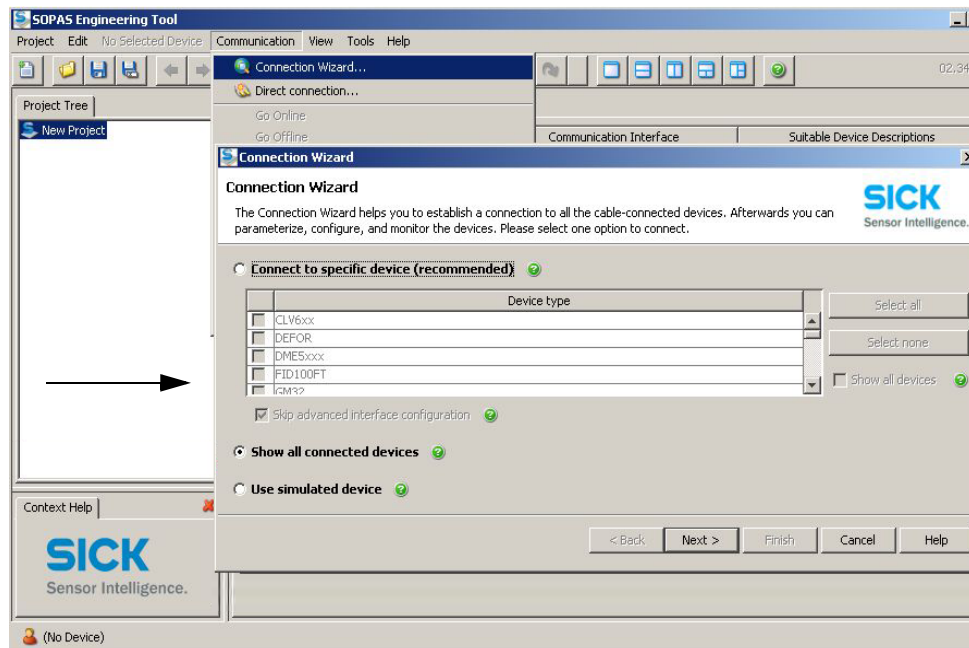 SOPAS Engineering Tool
Project Edit No Selected Device Communication View Tools Help
Connection Wizard...
02.34
Direct connection...
Project Tree
Go Online
New Project
Go Offline
Communication Interface
Suitable Device Descriptions
Connection Wizard
Connection Wizard
The Connection Wizard helps you to establish a connection to all the cable-connected devices. Afterwards you can
parameterize, configure, and monitor the devices. Please select one option to connect.
SICK
Sensor Intelligence.
Connect to specific device (recommended)
Device type
CLV6xx
DEFOR
DME5xxx
FID100FT
GM32
Select all
Select none
Show all devices
Skip advanced interface configuration
Show all connected devices
Use simulated device
Context Help
< Back Next > Finish Cancel Help
SICK
Sensor Intelligence.
(No Device)